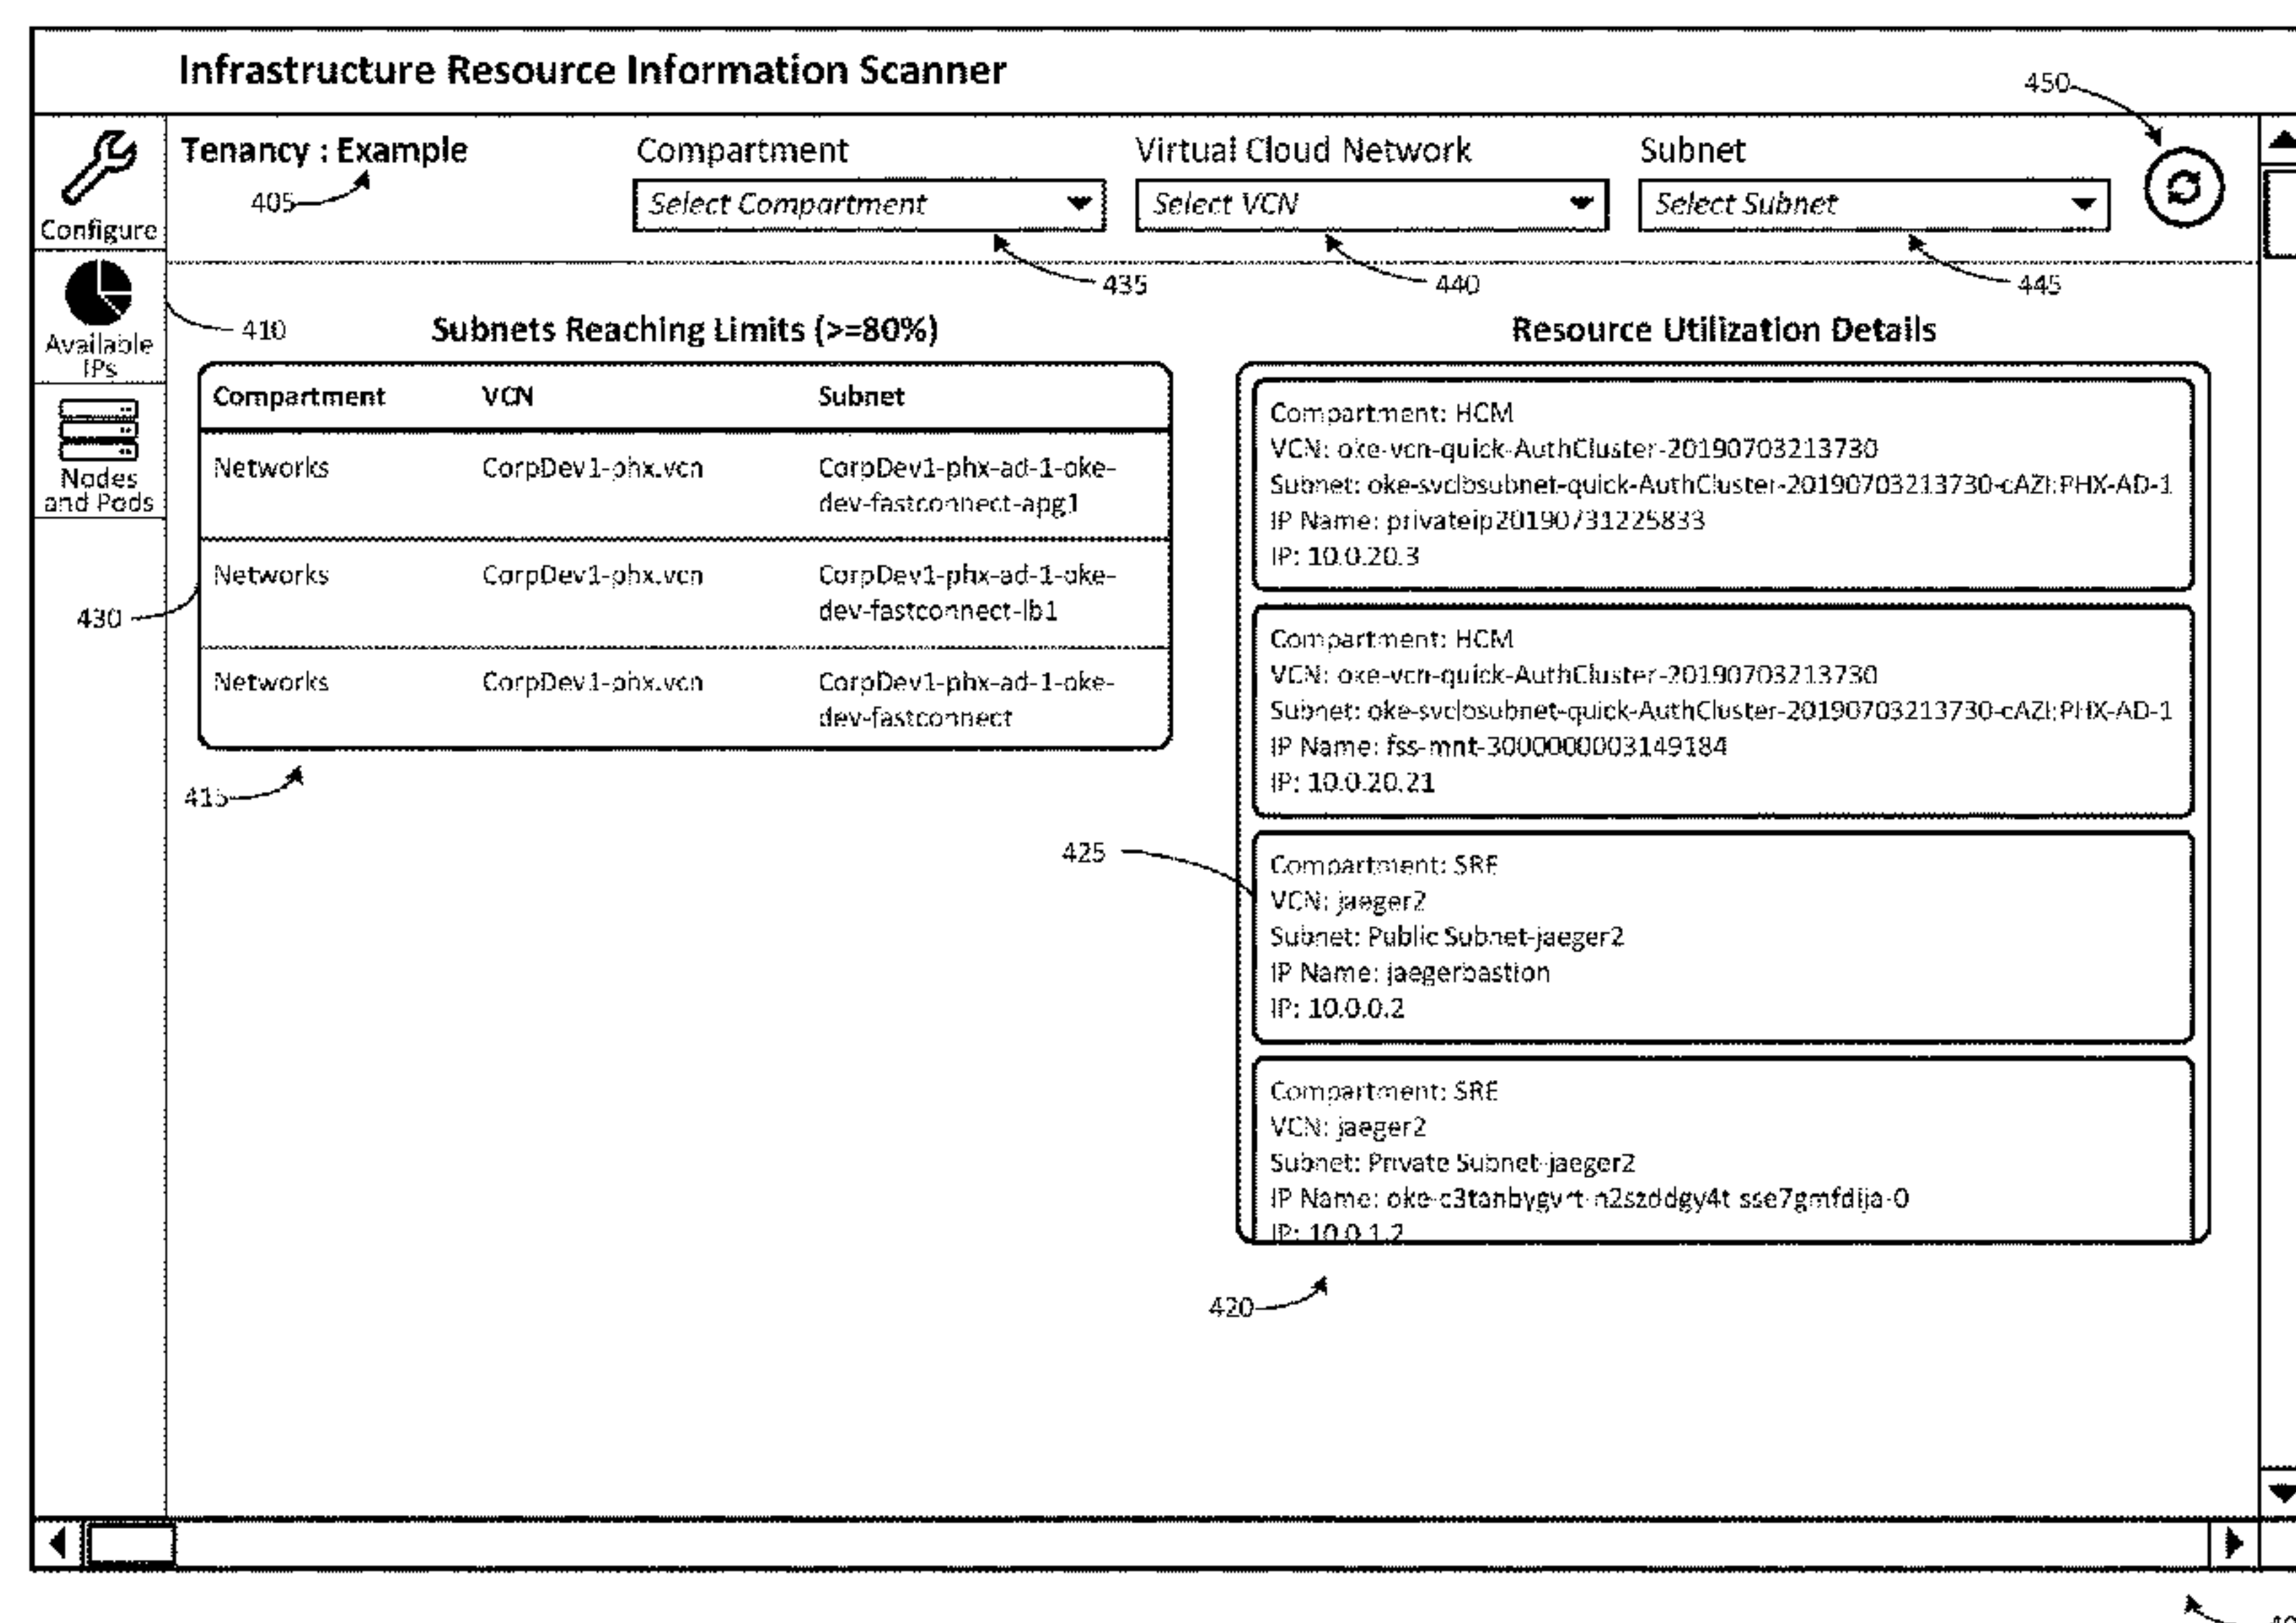 Infrastructure Resource Information Scanner
450
Configure
Available
IPs
Nodes
and Pods
Tenancy : Example
405
Compartment
Select Compartment
435
Virtual Cloud Network
Select VCN
440
Subnet
Select Subnet
445
410
Subnets Reaching Limits (>=80%)
Compartment VCN Subnet
Networks CorpDev1-phx.vcn CorpDev1-phx-ad-1-oke-
dev-fastconnect-apg1
Networks CorpDev1-phx.vcn CorpDev1-phx-ad-1-oke-
dev-fastconnect-lb1
Networks CorpDev1-phx.vcn CorpDev1-phx-ad-1-oke-
dev-fastconnect
430
415
Resource Utilization Details
Compartment: HCM
VCN: oke-vcn-quick-AuthCluster-20190703213730
Subnet: oke-svclbsubnet-quick-AuthCluster-20190703213730-cAZI:PHX-AD-1
IP Name: privateip20190731225833
IP: 10.0.20.3
Compartment: HCM
VCN: oke-vcn-quick-AuthCluster-20190703213730
Subnet: oke-svclbsubnet-quick-AuthCluster-20190703213730-cAZI:PHX-AD-1
IP Name: fss-mnt-3000000003149184
IP: 10.0.20.21
425
Compartment: SRE
VCN: jaeger2
Subnet: Public Subnet-jaeger2
IP Name: jaegerbastion
IP: 10.0.0.2
Compartment: SRE
VCN: jaeger2
Subnet: Private Subnet-jaeger2
IP Name: oke-c3tanbygvrt-n2szddgy4t-sse7gmfdija-0
IP: 10.0.1.2
420